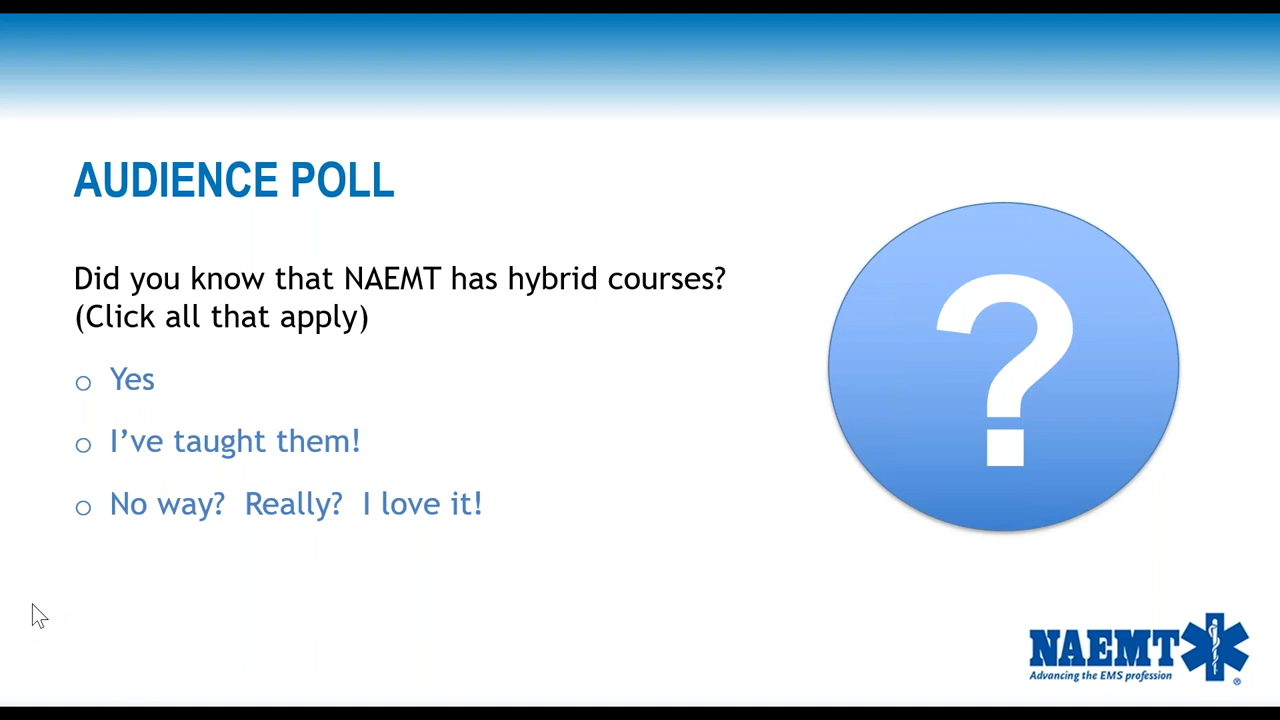 AUDIENCE POLL
Did you know that NAEMT has hybrid courses?
(Click all that apply)
o Yes
o I’ve taught them!
o No way?  Really?  I love it!
?
NAEMT
Advancing the EMS profession
®